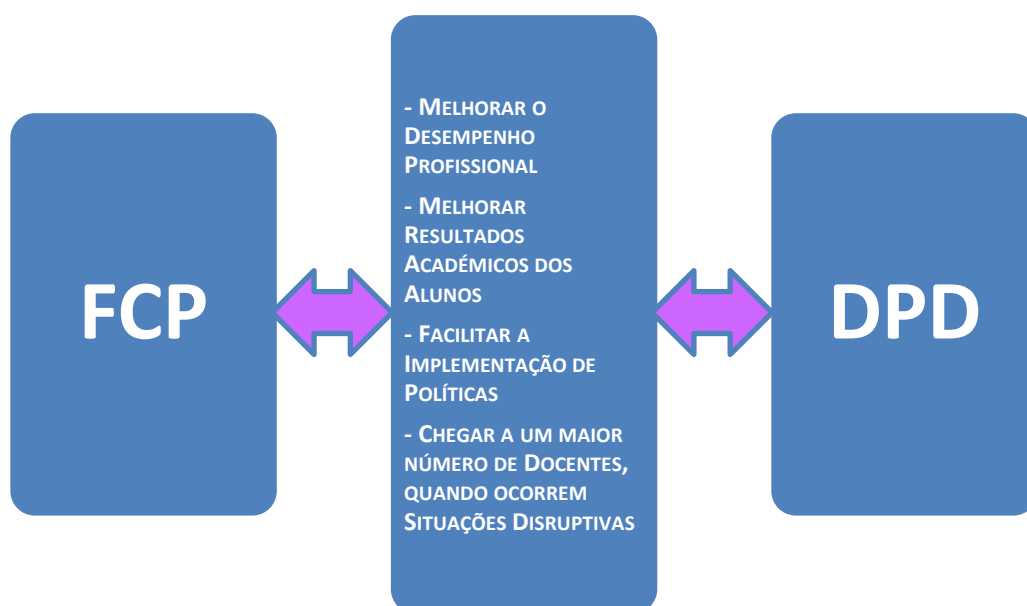 FCP
- MELHORAR O
DESEMPENHO
PROFISSIONAL
- MELHORAR
RESULTADOS
ACADÉMICOS DOS
ALUNOS
- FACILITAR A
IMPLEMENTAÇÃO DE
POLÍTICAS
- CHEGAR A UM MAIOR
NÚMERO DE DOCENTES,
QUANDO OCORREM
SITUAÇÕES DISRUPTIVAS
DPD